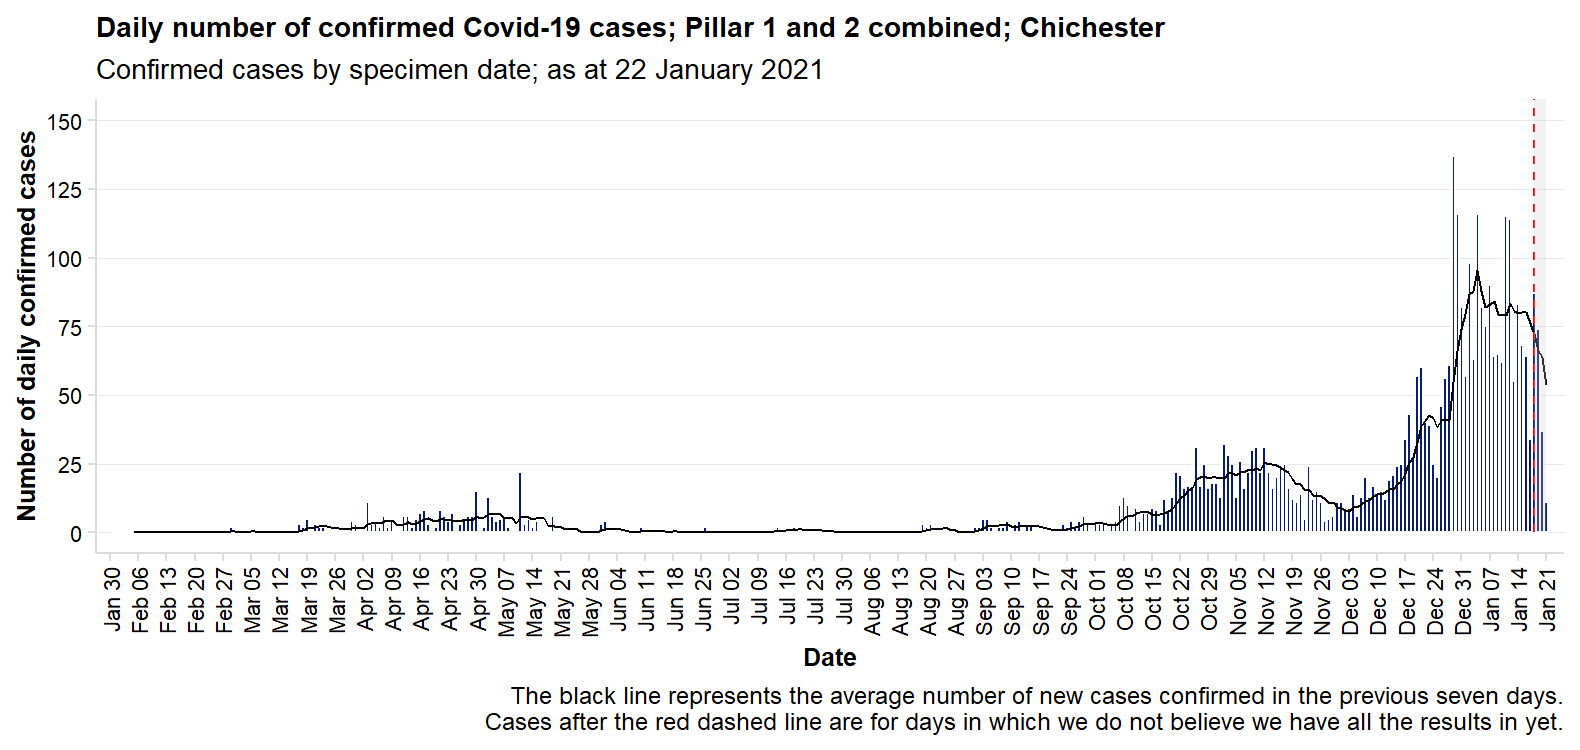 Daily number of confirmed Covid-19 cases; Pillar 1 and 2 combined; Chichester
Confirmed cases by specimen date; as at 22 January 2021
Number of daily confirmed cases
150
125
100
75
50
25
0
Jan 30
Feb 06
Feb 13
Feb 20
Feb 27
Mar 05
Mar 12
Mar 19
Mar 26
Apr 02
Apr 09
Apr 16
Apr 23
Apr 30
May 07
May 14
May 21
May 28
Jun 04
Jun 11
Jun 18
Jun 25
Jul 02
Jul 09
Jul 16
Jul 23
Jul 30
Aug 06
Aug 13
Aug 20
Aug 27
Sep 03
Sep 10
Sep 17
Sep 24
Oct 01
Oct 08
Oct 15
Oct 22
Oct 29
Nov 05
Nov 12
Nov 19
Nov 26
Dec 03
Dec 10
Dec 17
Dec 24
Dec 31
Jan 07
Jan 14
Jan 21
Date
The black line represents the average number of new cases confirmed in the previous seven days.
Cases after the red dashed line are for days in which we do not believe we have all the results in yet.